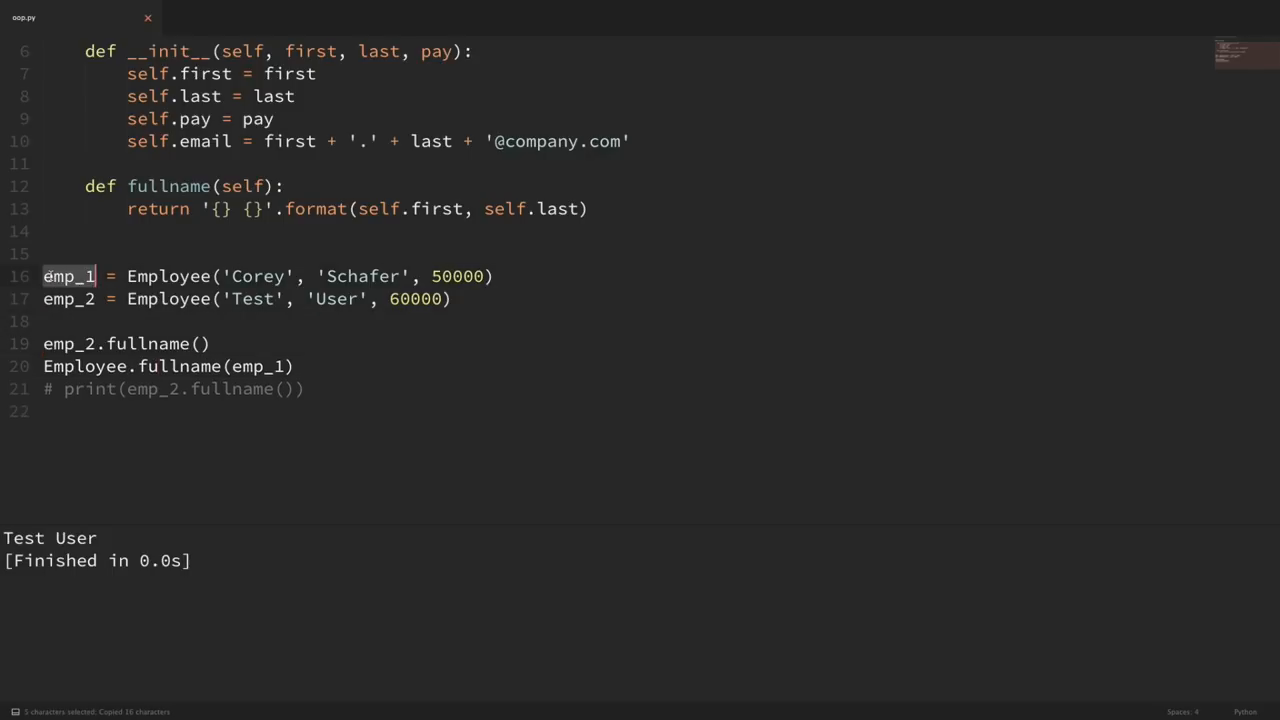 oop.py
6 def __init__(self, first, last, pay):
7 self.first = first
8 self.last = last
9 self.pay = pay
10 self.email = first + '.' + last + '@company.com'
11
12 def fullname(self):
13 return '{} {}'.format(self.first, self.last)
14
15
16 emp_1 = Employee('Corey', 'Schafer', 50000)
17 emp_2 = Employee('Test', 'User', 60000)
18
19 emp_2.fullname()
20 Employee.fullname(emp_1)
21 # print(emp_2.fullname())
22
Test User
[Finished in 0.0s]
5 characters selected; Copied 16 characters Spaces: 4 Python